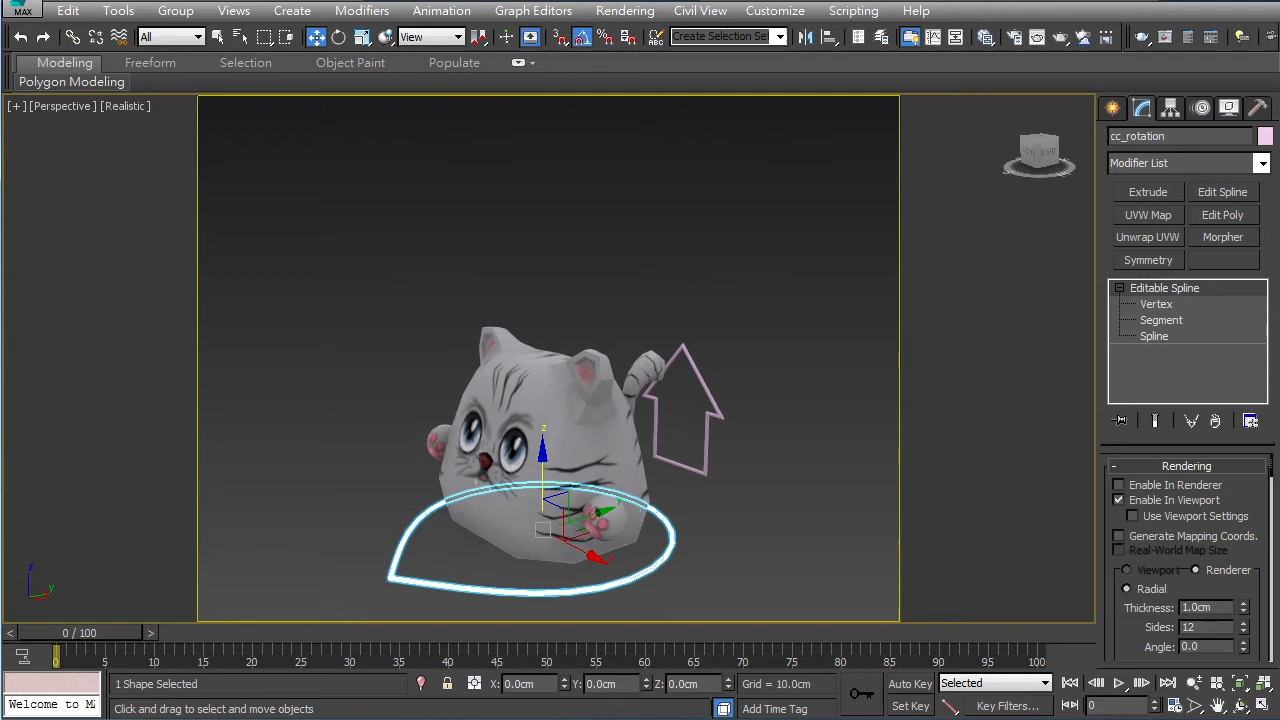 MAX Edit Tools Group Views Create Modifiers Animation Graph Editors Rendering Civil View Customize Scripting Help
All View 3 Create Selection Set
Modeling Freeform Selection Object Paint Populate
Polygon Modeling
[+] [Perspective] [Realistic]
cc_rotation
Modifier List
Extrude Edit Spline
UVW Map Edit Poly
Unwrap UVW Morpher
Symmetry
Editable Spline
Vertex
Segment
Spline
- Rendering
Enable In Renderer
Enable In Viewport
Use Viewport Settings
Generate Mapping Coords.
Real-World Map Size
Viewport Renderer
Radial
Thickness: 1.0cm
Sides: 12
Angle: 0.0
z
z
y
< 0 / 100 >
0 5 10 15 20 25 30 35 40 45 50 55 60 65 70 75 80 85 90 95 100
1 Shape Selected X: 0.0cm Y: 0.0cm Z: 0.0cm Grid = 10.0cm Auto Key Selected
Welcome to MA Click and drag to select and move objects Add Time Tag Set Key Key Filters... 0